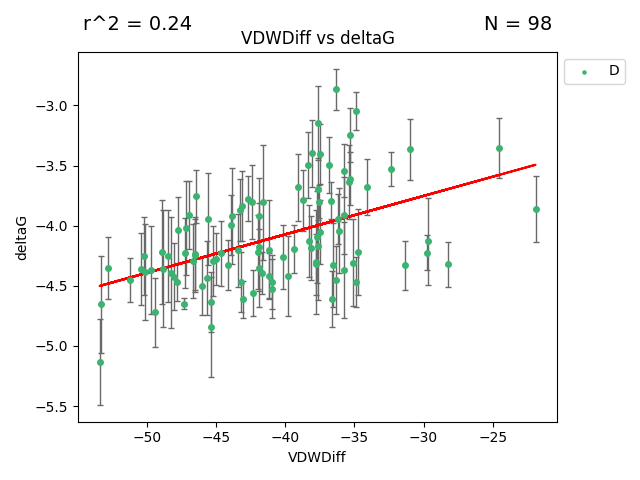 r^2 = 0.24
N = 98
VDWDiff vs deltaG
D
deltaG
−3.0
−3.5
−4.0
−4.5
−5.0
−5.5
−50
−45
−40
−35
−30
−25
VDWDiff